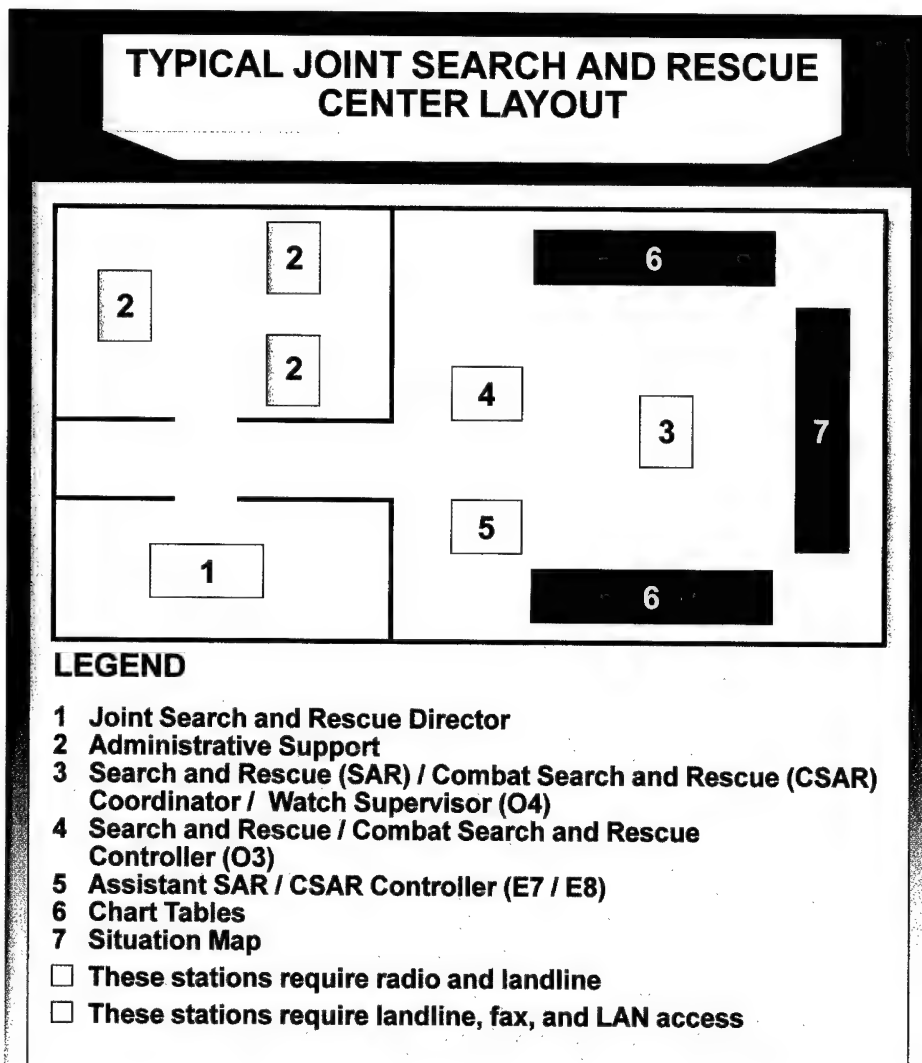 TYPICAL JOINT SEARCH AND RESCUE
CENTER LAYOUT
2
2
2
6
4
3
7
5
1
6
LEGEND
1 Joint Search and Rescue Director
2 Administrative Support
3 Search and Rescue (SAR) / Combat Search and Rescue (CSAR)
Coordinator / Watch Supervisor (O4)
4 Search and Rescue / Combat Search and Rescue
Controller (O3)
5 Assistant SAR / CSAR Controller (E7 / E8)
6 Chart Tables
7 Situation Map
☐ These stations require radio and landline
☐ These stations require landline, fax, and LAN access